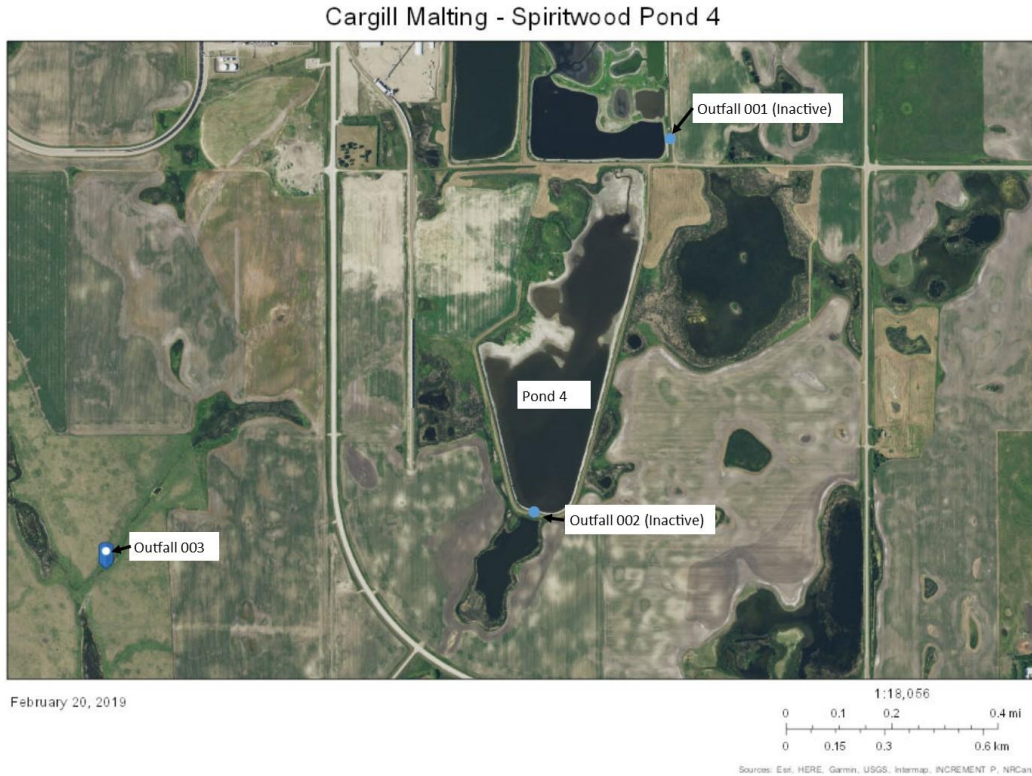 Cargill Malting - Spiritwood Pond 4
Outfall 001 (Inactive)
Pond 4
Outfall 002 (Inactive)
Outfall 003
February 20, 2019
1:18,056
0 0.1 0.2 0.4 mi
0 0.15 0.3 0.6 km
Sources: Esri, HERE, Garmin, USGS, Intermap, INCREMENT P, NRCan,